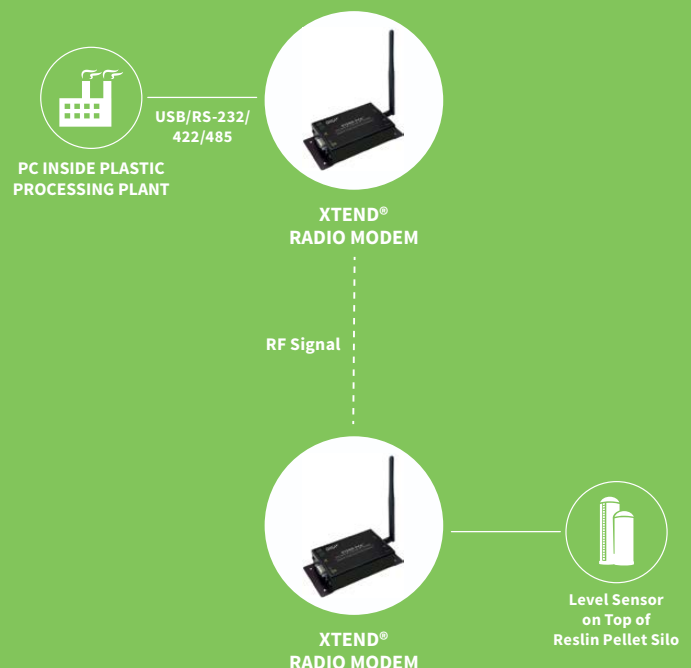 USB/RS-232/
422/485
PC INSIDE PLASTIC
PROCESSING PLANT
XTEND®
RADIO MODEM
RF Signal
Level Sensor
on Top of
Reslin Pellet Silo
XTEND®
RADIO MODEM